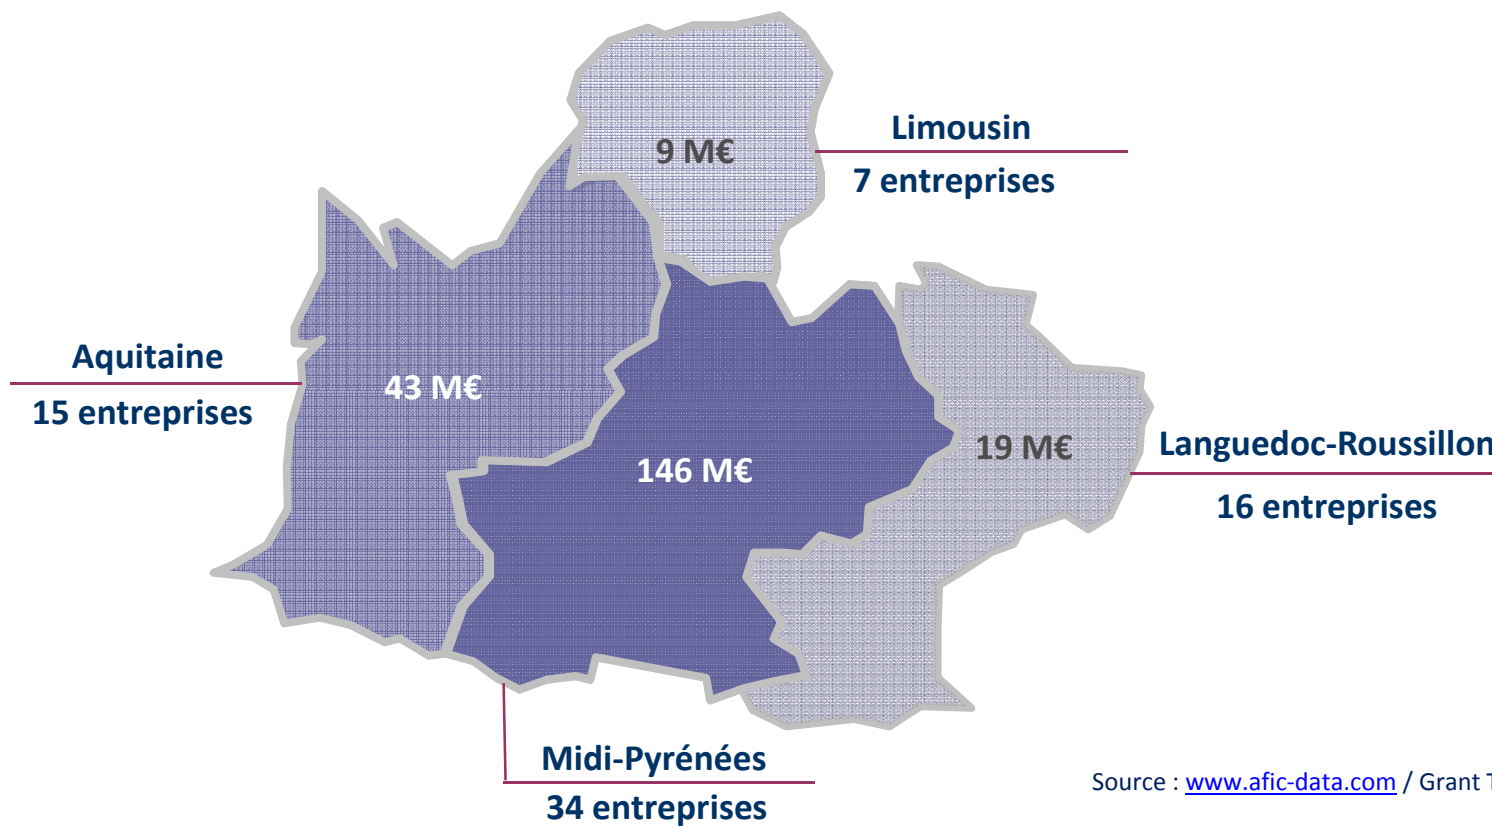 Limousin
9 M€
7 entreprises
Aquitaine
43 M€
15 entreprises
146 M€
19 M€
Languedoc-Roussillon
16 entreprises
Midi-Pyrénées
34 entreprises
Source : www.afic-data.com / Grant